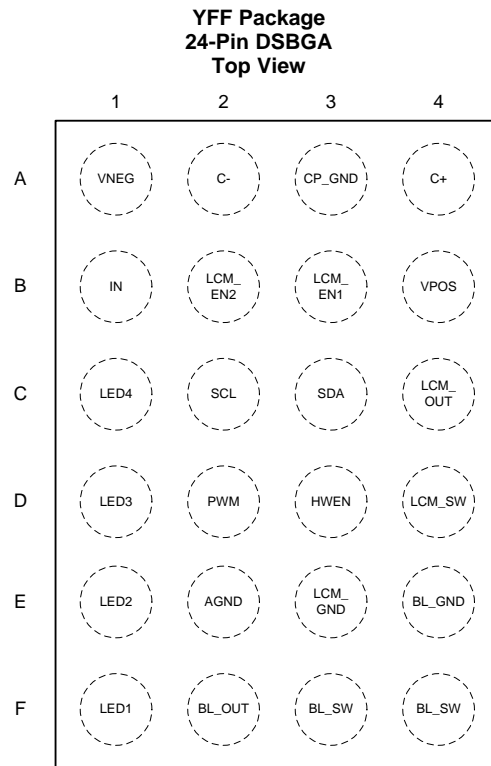 YFF Package
24-Pin DSBGA
Top View
1 2 3 4
A VNEG C- CP_GND C+
B IN LCM_ LCM_ VPOS
EN2 EN1
C LED4 SCL SDA LCM_
OUT
D LED3 PWM HWEN LCM_SW
E LED2 AGND LCM_ BL_GND
GND
F LED1 BL_OUT BL_SW BL_SW